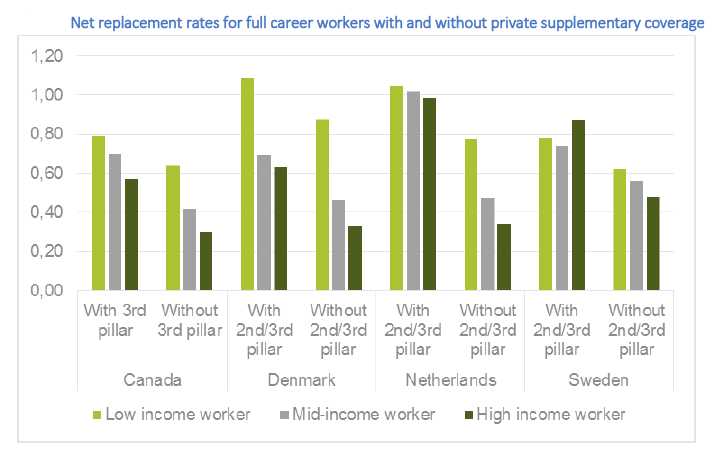 Net replacement rates for full career workers with and without private supplementary coverage
1,20
1,00
0,80
0,60
0,40
0,20
0,00
With 3rd pillar
Without 3rd pillar
With 2nd/3rd pillar
Without 2nd/3rd pillar
With 2nd/3rd pillar
Without 2nd/3rd pillar
With 2nd/3rd pillar
Without 2nd/3rd pillar
Canada
Denmark
Netherlands
Sweden
Low income worker
Mid-income worker
High income worker